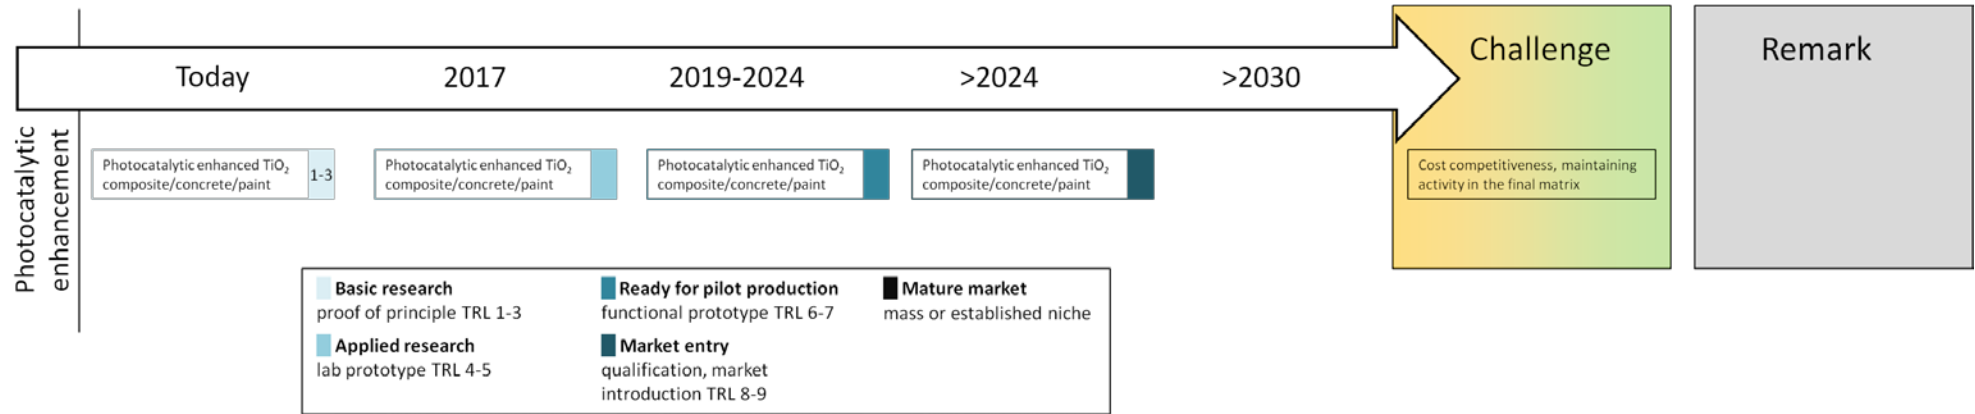 Today
2017
2019-2024
>2024
>2030
Challenge
Remark
Photocatalytic
enhancement
Photocatalytic enhanced TiO₂
composite/concrete/paint
1-3
Photocatalytic enhanced TiO₂
composite/concrete/paint
Photocatalytic enhanced TiO₂
composite/concrete/paint
Photocatalytic enhanced TiO₂
composite/concrete/paint
Cost competitiveness, maintaining
activity in the final matrix
Basic research
proof of principle TRL 1-3
Applied research
lab prototype TRL 4-5
Ready for pilot production
functional prototype TRL 6-7
Market entry
qualification, market
introduction TRL 8-9
Mature market
mass or established niche